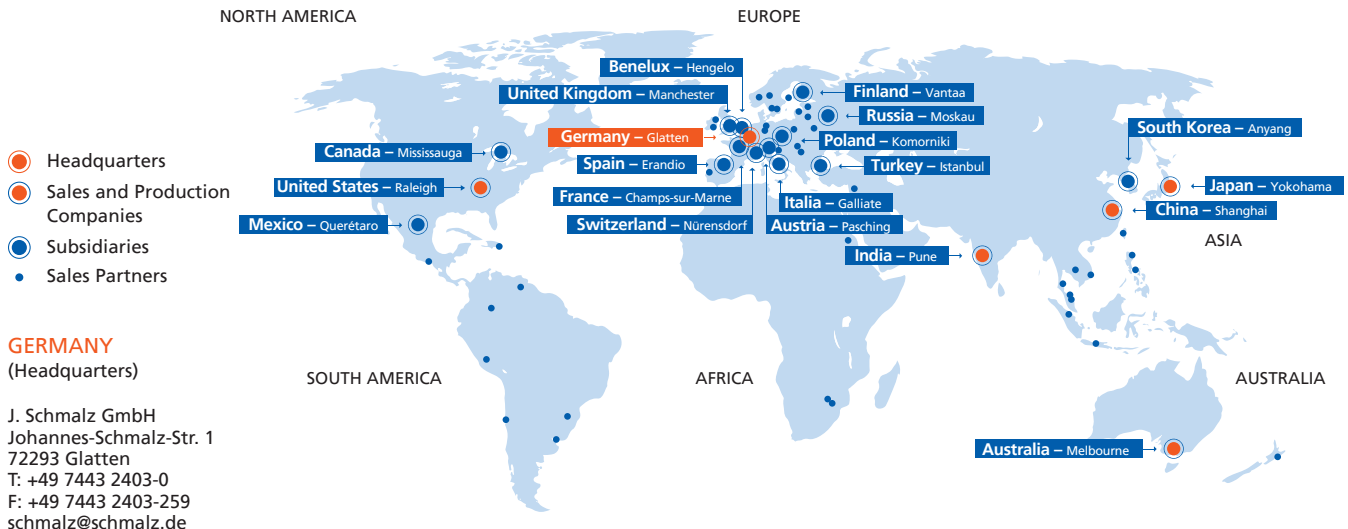 NORTH AMERICA
EUROPE
Benelux – Hengelo
United Kingdom – Manchester
Finland – Vantaa
Russia – Moskau
South Korea – Anyang
Germany – Glatten
Poland – Komorniki
Canada – Mississauga
Spain – Erandio
Turkey – Istanbul
United States – Raleigh
Japan – Yokohama
France – Champs-sur-Marne
Italia – Galliate
China – Shanghai
Mexico – Querétaro
Switzerland – Nürensdorf
Austria – Pasching
ASIA
India – Pune
Headquarters
Sales and Production
Companies
Subsidiaries
Sales Partners
SOUTH AMERICA
AFRICA
AUSTRALIA
Australia – Melbourne
GERMANY
(Headquarters)
J. Schmalz GmbH
Johannes-Schmalz-Str. 1
72293 Glatten
T: +49 7443 2403-0
F: +49 7443 2403-259
schmalz@schmalz.de